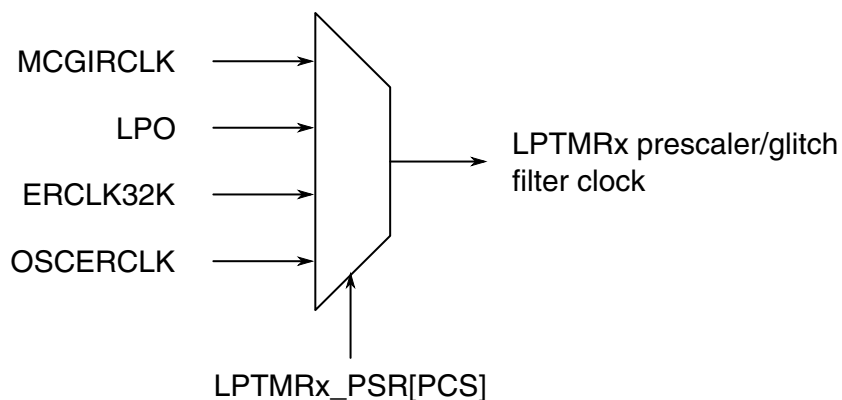 MCGIRCLK
LPO
ERCLK32K
OSCERCLK
LPTMRx prescaler/glitch
filter clock
LPTMRx_PSR[PCS]